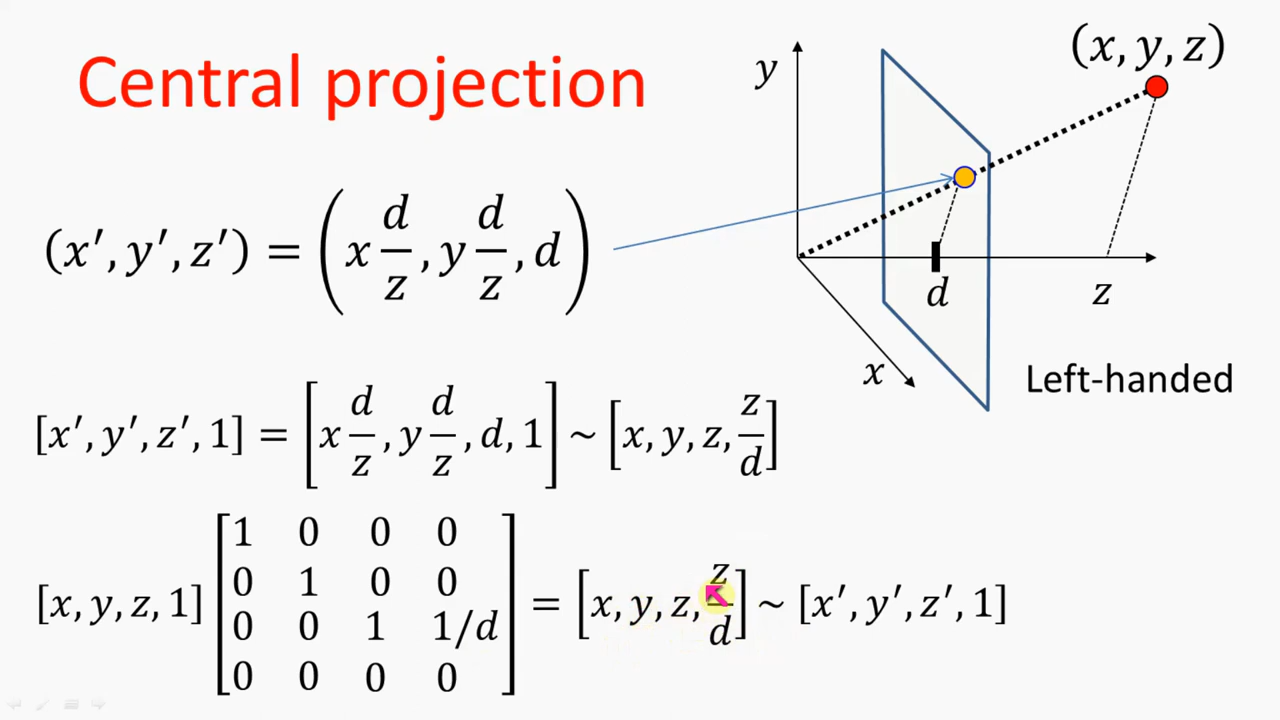 Central projection
(x, y, z)
y
d
z
x
Left-handed
(x′, y′, z′) = (x d/z, y d/z, d)
[x′, y′, z′, 1] = [x d/z, y d/z, d, 1] ~ [x, y, z, z/d]
[x, y, z, 1] [1 0 0 0
0 1 0 0
0 0 1 1/d
0 0 0 0] = [x, y, z, z/d] ~ [x′, y′, z′, 1]